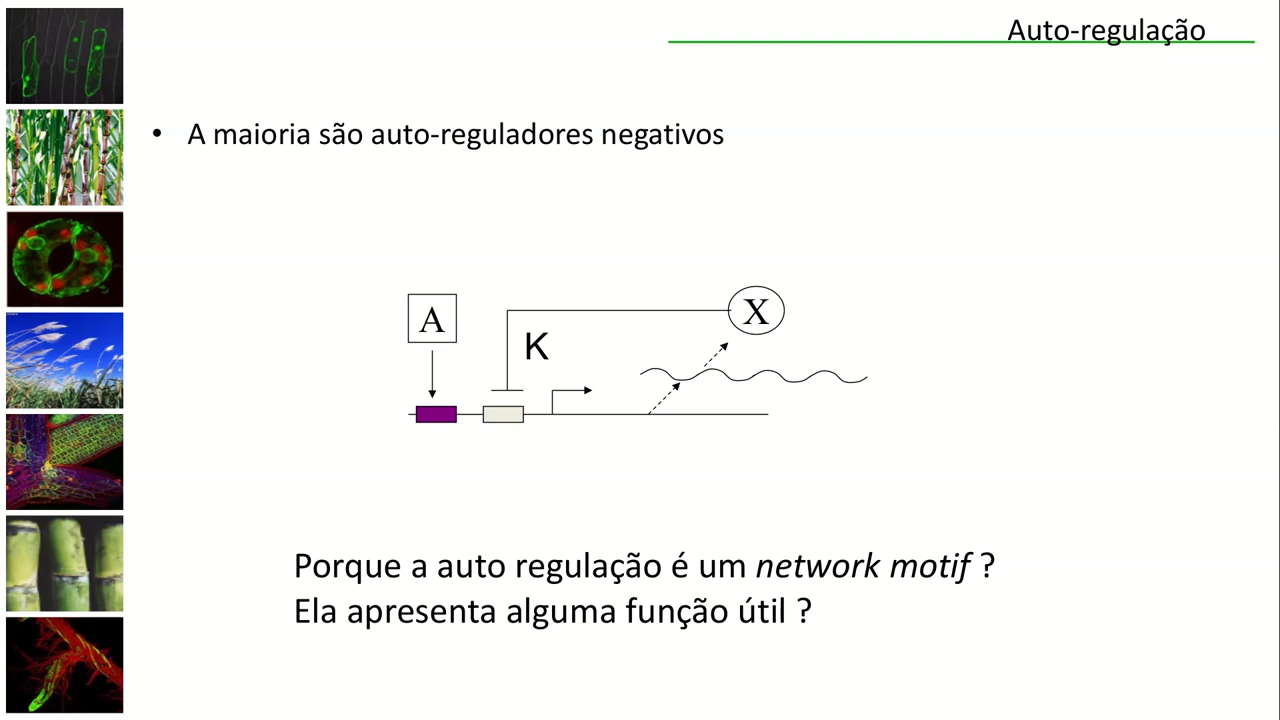 Auto-regulação
• A maioria são auto-reguladores negativos
A
X
K
Porque a auto regulação é um network motif ?
Ela apresenta alguma função útil ?